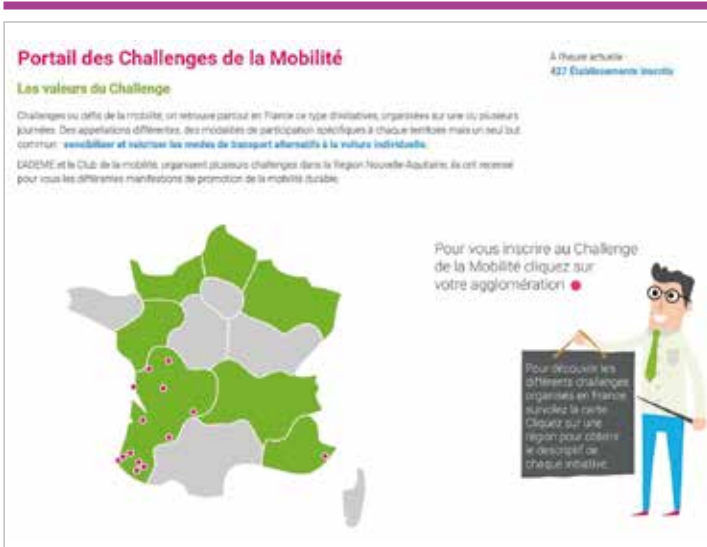 Portail des Challenges de la Mobilité
À l'heure actuelle :
427 Établissements inscrits
Les valeurs du Challenge
Challenges ou défis de la mobilité, on retrouve partout en France ce type d'initiatives, organisées sur une ou plusieurs
journées. Des appellations différentes, des modalités de participation spécifiques à chaque territoire mais un seul but
commun : sensibiliser et valoriser les modes de transport alternatifs à la voiture individuelle.
L'ADEME et le Club de la mobilité, organisent plusieurs challenges dans la Région Nouvelle-Aquitaine, ils ont recensé
pour vous les différentes manifestions de promotion de la mobilité durable.
Pour vous inscrire au Challenge
de la Mobilité cliquez sur
votre agglomération
Pour découvrir les
différents challenges
organisés en France
survolez la carte.
Cliquez sur une
région pour obtenir
le descriptif de
chaque initiative.